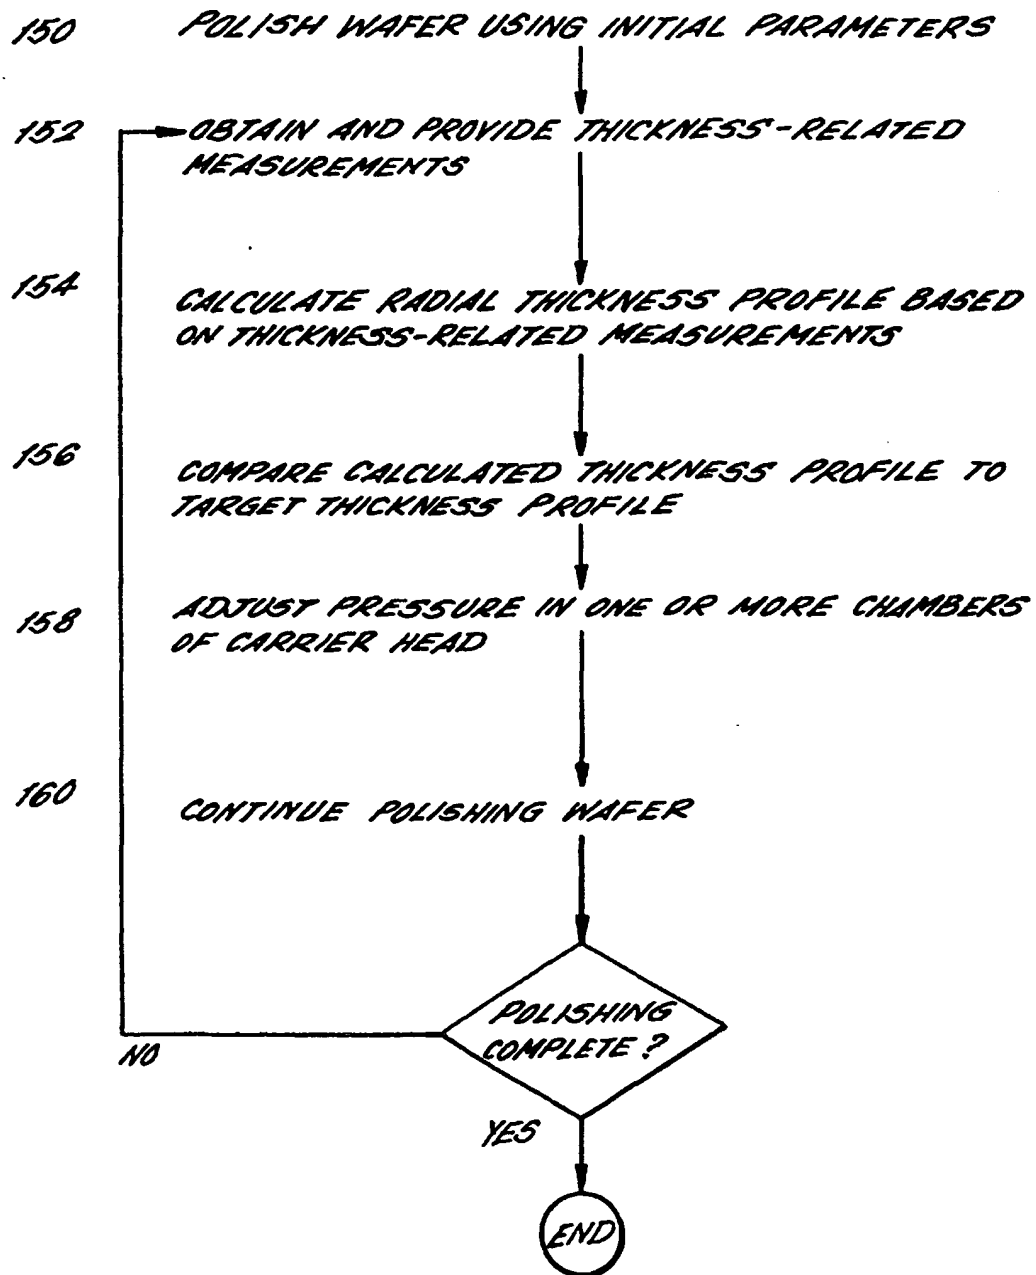 150 POLISH WAFER USING INITIAL PARAMETERS
152 OBTAIN AND PROVIDE THICKNESS-RELATED
MEASUREMENTS
154 CALCULATE RADIAL THICKNESS PROFILE BASED
ON THICKNESS-RELATED MEASUREMENTS
156 COMPARE CALCULATED THICKNESS PROFILE TO
TARGET THICKNESS PROFILE
158 ADJUST PRESSURE IN ONE OR MORE CHAMBERS
OF CARRIER HEAD
160 CONTINUE POLISHING WAFER
POLISHING
COMPLETE?
NO
YES
END